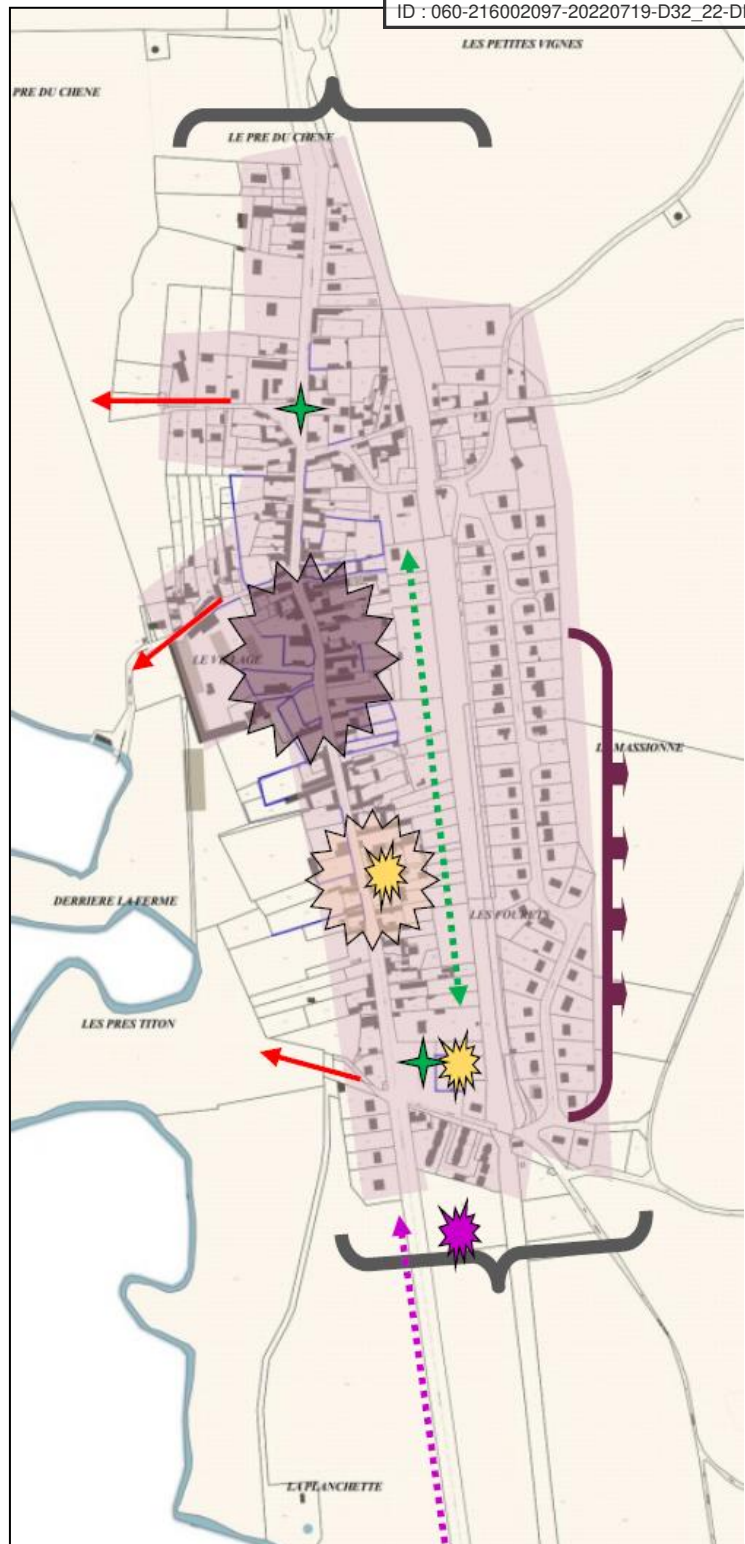 ID : 060-216002097-20220719-D32_22-DE
LES PETITES VIGNES
PRE DU CHENE
LE PRE DU CHENE
LE VILLAGE
MASSIONNE
DERRIERE LA FERME
LES FOURETS
LES PRES TITON
LA PLANCHETTE